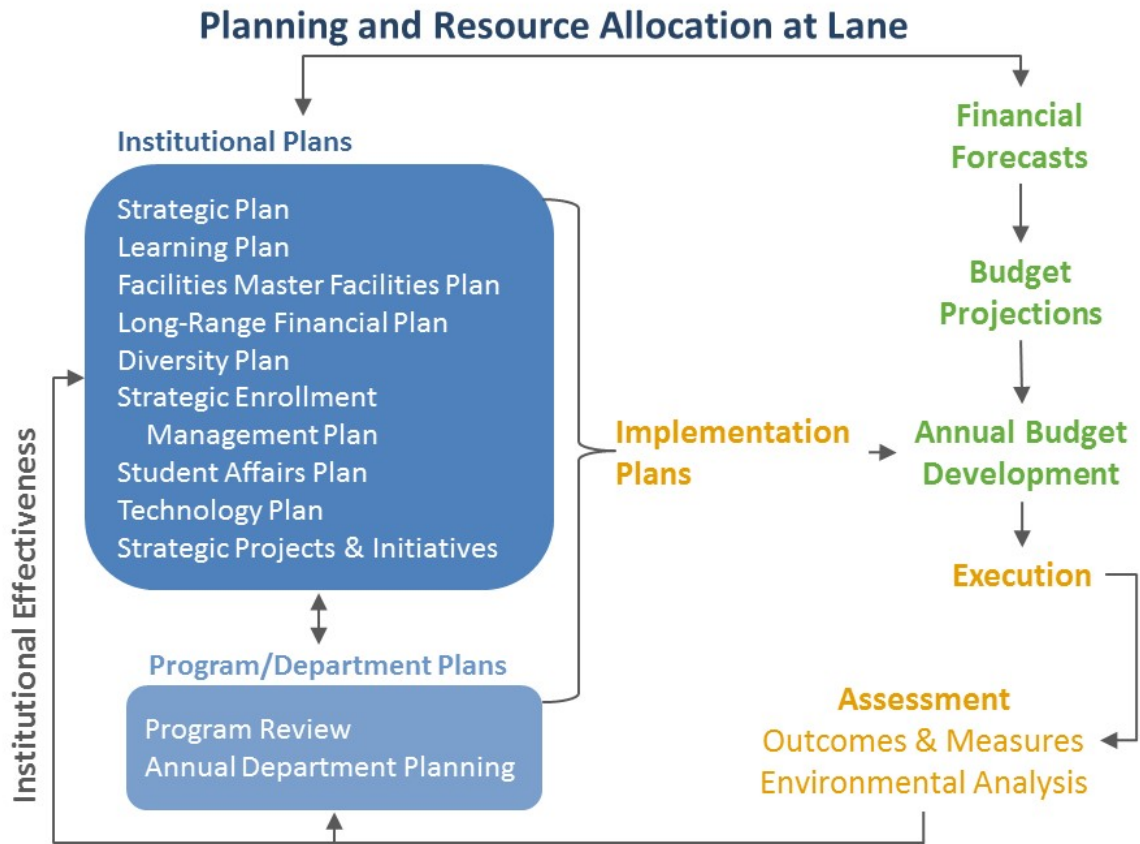 Planning and Resource Allocation at Lane
Institutional Plans
Strategic Plan
Learning Plan
Facilities Master Facilities Plan
Long-Range Financial Plan
Diversity Plan
Strategic Enrollment
Management Plan
Student Affairs Plan
Technology Plan
Strategic Projects & Initiatives
Program/Department Plans
Program Review
Annual Department Planning
Institutional Effectiveness
Implementation
Plans
Financial
Forecasts
Budget
Projections
Annual Budget
Development
Execution
Assessment
Outcomes & Measures
Environmental Analysis